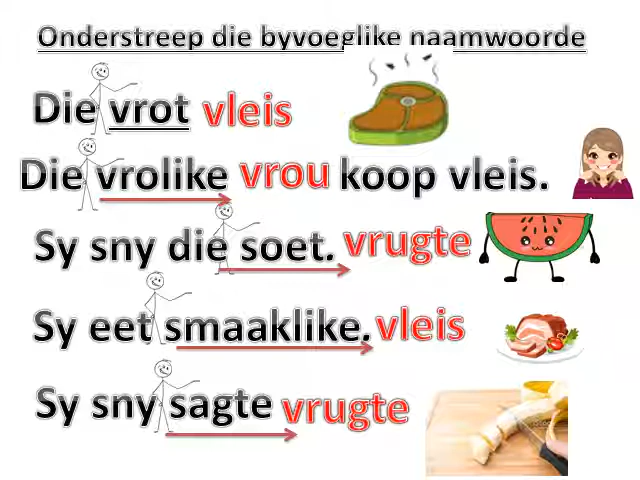 Onderstreep die byvoeglike naamwoorde
Die vrot vleis
Die vrolike vrou koop vleis.
Sy sny die soet. vrugte
Sy eet smaaklike. vleis
Sy sny sagte vrugte